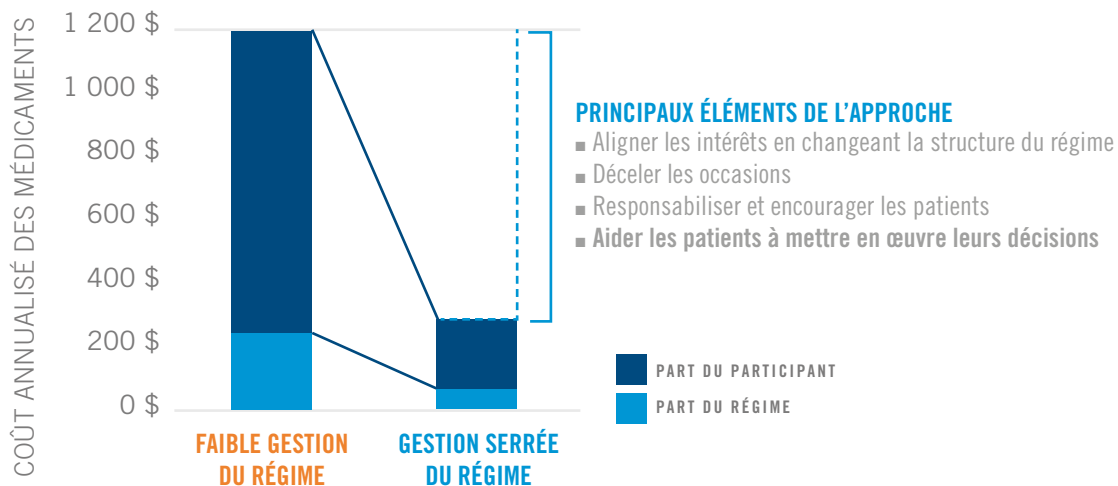 COÛT ANNUALISÉ DES MÉDICAMENTS
1 200 $
1 000 $
800 $
600 $
400 $
200 $
0 $
FAIBLE GESTION
DU RÉGIME
GESTION SERRÉE
DU RÉGIME
PRINCIPAUX ÉLÉMENTS DE L’APPROCHE
■ Aligner les intérêts en changeant la structure du régime
■ Déceler les occasions
■ Responsabiliser et encourager les patients
■ Aider les patients à mettre en œuvre leurs décisions
PART DU PARTICIPANT
PART DU RÉGIME